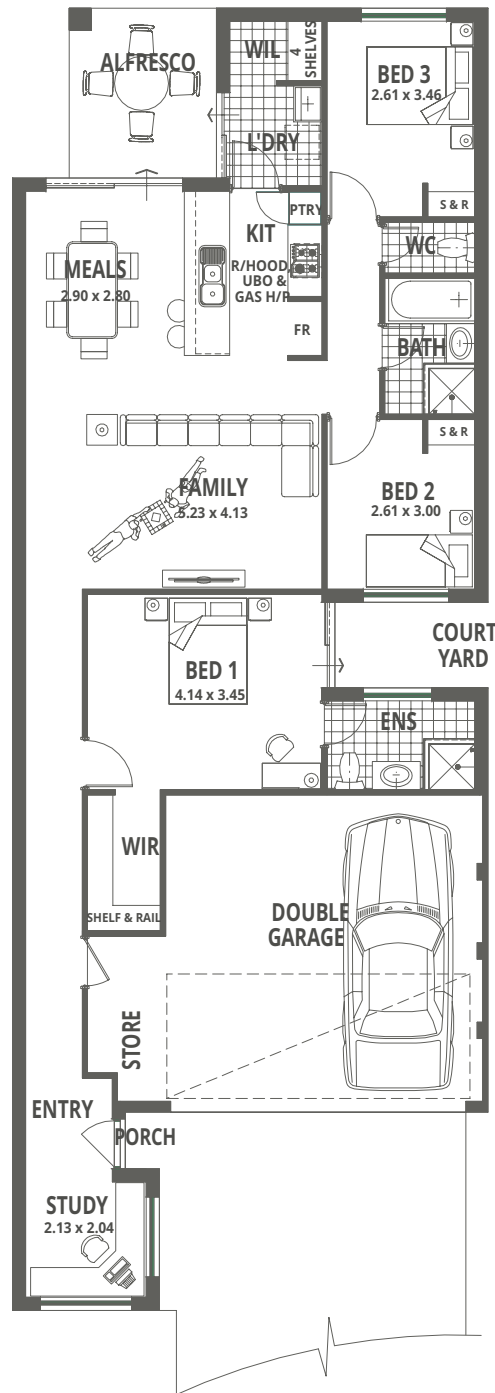 ALFRESCO
WIL
4 SHELVES
BED 3
2.61 x 3.46
L'DRY
S & R
PTRY
KIT
R/HOOD,
UBO &
GAS H/P
WC
MEALS
2.90 x 2.80
FR
BATH
S & R
FAMILY
5.23 x 4.13
BED 2
2.61 x 3.00
COURT
YARD
BED 1
4.14 x 3.45
ENS
WIR
SHELF & RAIL
DOUBLE
GARAGE
STORE
ENTRY
PORCH
STUDY
2.13 x 2.04